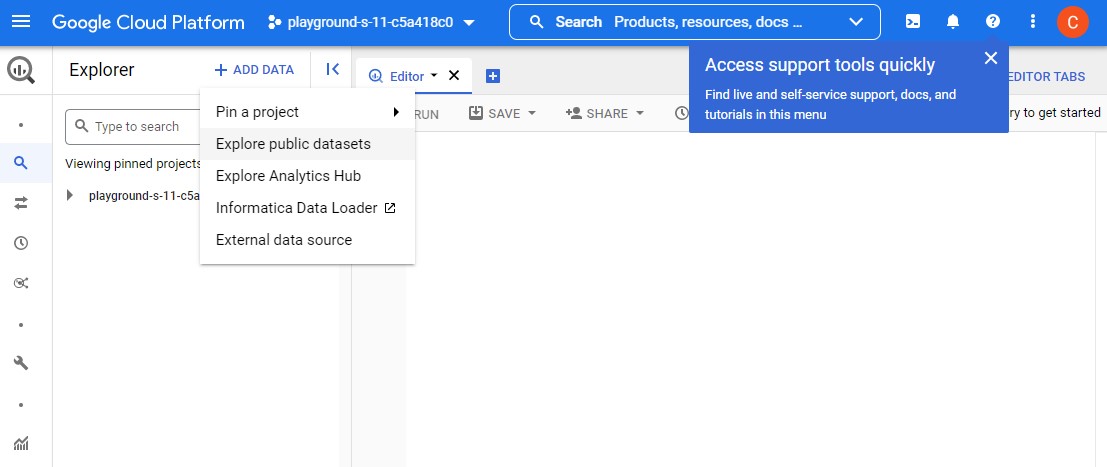 Google Cloud Platform
playground-s-11-c5a418c0
Search Products, resources, docs ...
C
Explorer
+ ADD DATA
Editor
EDITOR TABS
Access support tools quickly
Find live and self-service support, docs, and
tutorials in this menu
Type to search
Viewing pinned projects
playground-s-11-c5a
Pin a project
Explore public datasets
Explore Analytics Hub
Informatica Data Loader
External data source
RUN
SAVE
SHARE
ry to get started